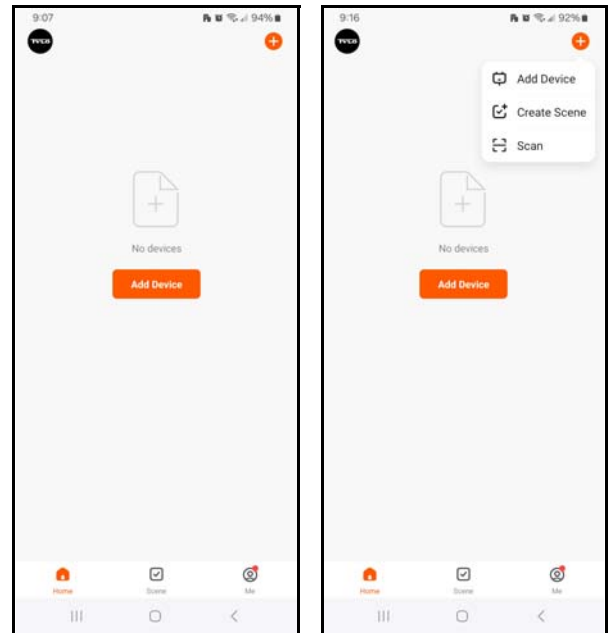 9:07
94%
No devices
Add Device
Home
Scene
Me
9:16
92%
Add Device
Create Scene
Scan
No devices
Add Device
Home
Scene
Me